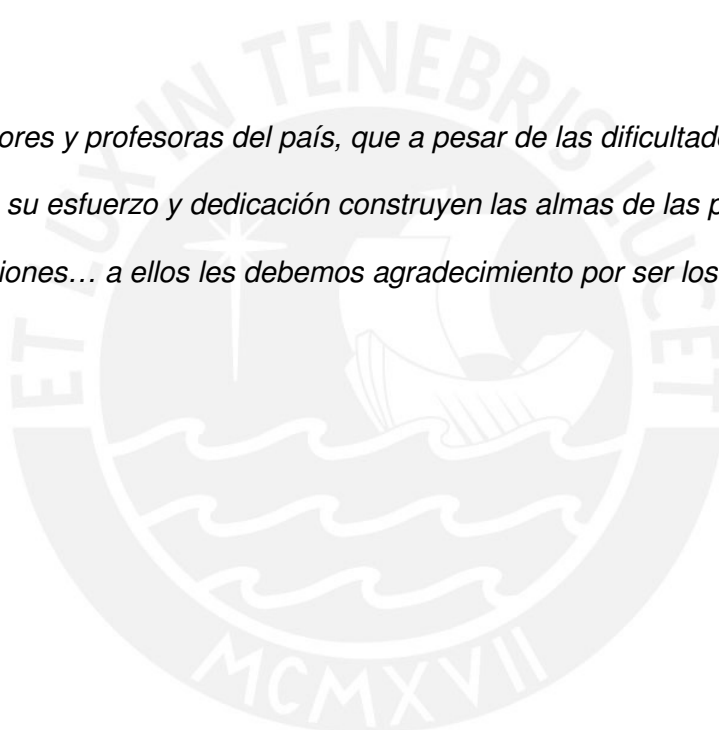 ET LUX IN TENEBRIS LUCET
ores y profesoras del país, que a pesar de las dificultad
su esfuerzo y dedicación construyen las almas de las
iones… a ellos les debemos agradecimiento por ser los
MCMXVII